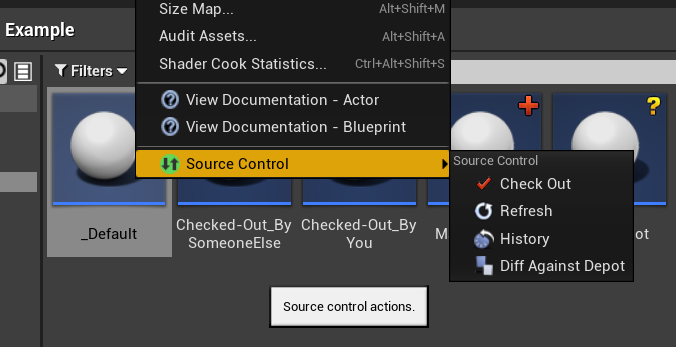 Size Map... Alt+Shift+M
Example
Audit Assets... Alt+Shift+A
Shader Cook Statistics... Ctrl+Alt+Shift+S
Filters
View Documentation - Actor
View Documentation - Blueprint
Source Control
Source Control
Check Out
Refresh
History
Diff Against Depot
_Default
Checked-Out_By
SomeoneElse
Checked-Out_By
You
M
ot
Source control actions.